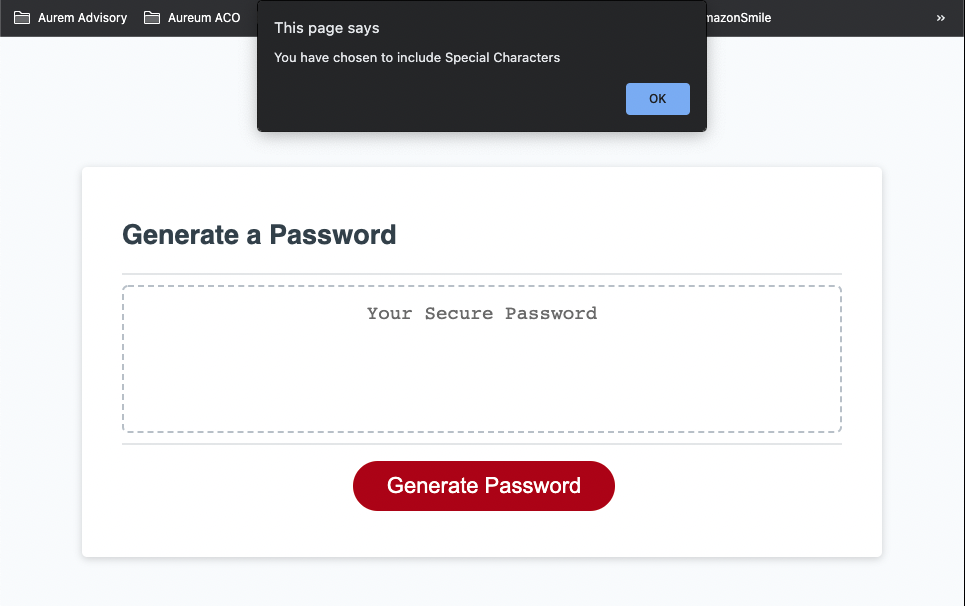 Aurem Advisory
Aureum ACO
mazonSmile
»
This page says
You have chosen to include Special Characters
OK
Generate a Password
Your Secure Password
Generate Password